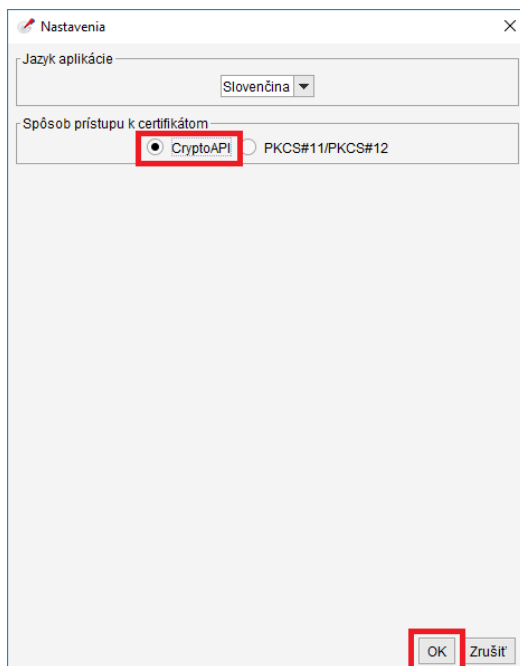 Nastavenia
Jazyk aplikácie
Slovenčina
Spôsob prístupu k certifikátom
CryptoAPI PKCS#11/PKCS#12
OK Zrušiť